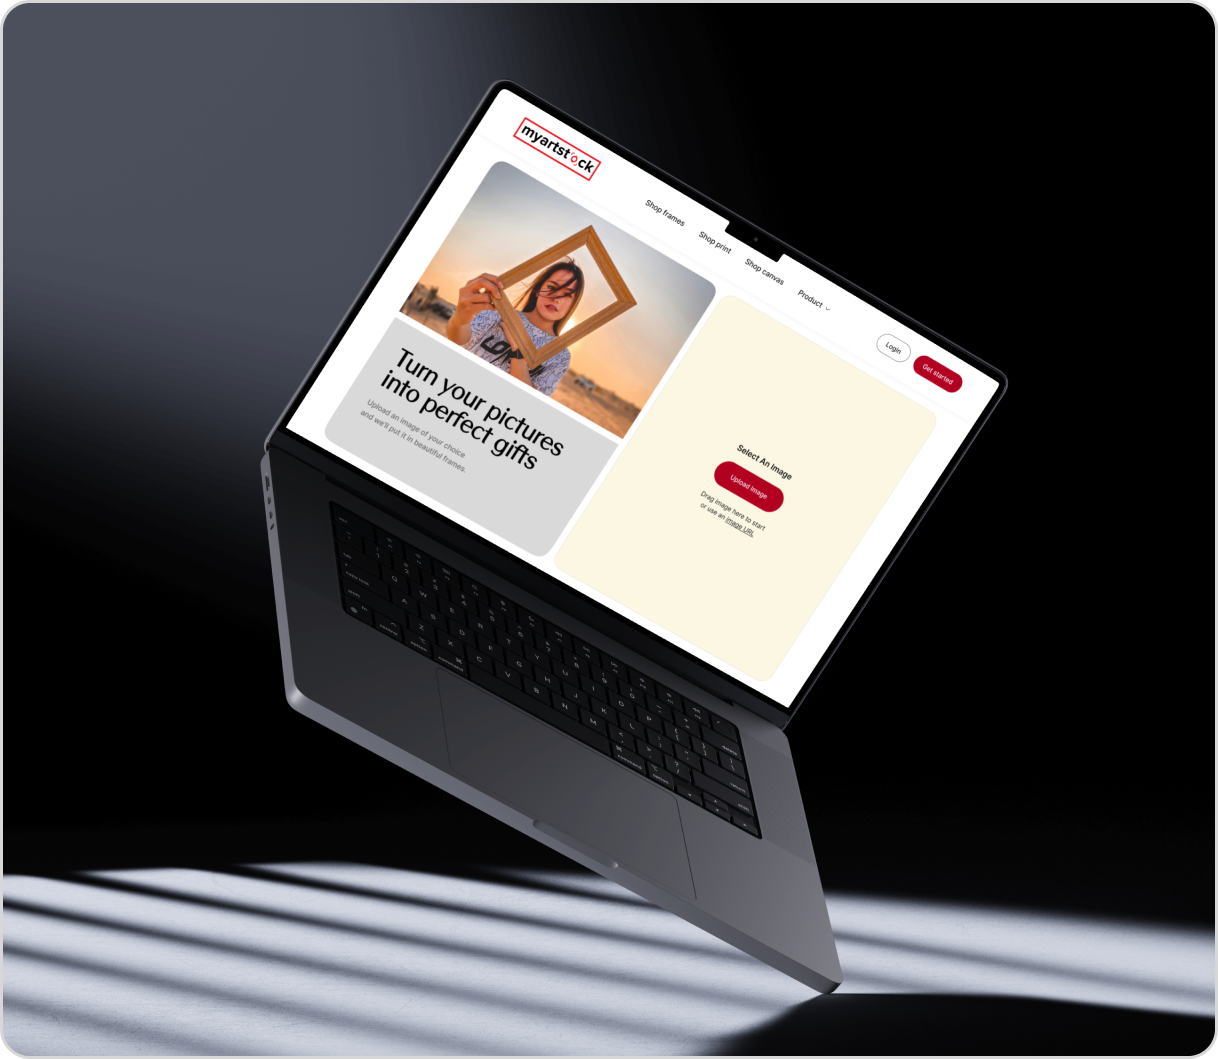 myartstock
Shop frames
Shop print
Shop canvas
Product
Login
Get started
Turn your pictures
into perfect gifts
Upload an image of your choice
and we'll put it in beautiful frames.
Select An Image
Upload image
Drag image here to start
or use an image URL